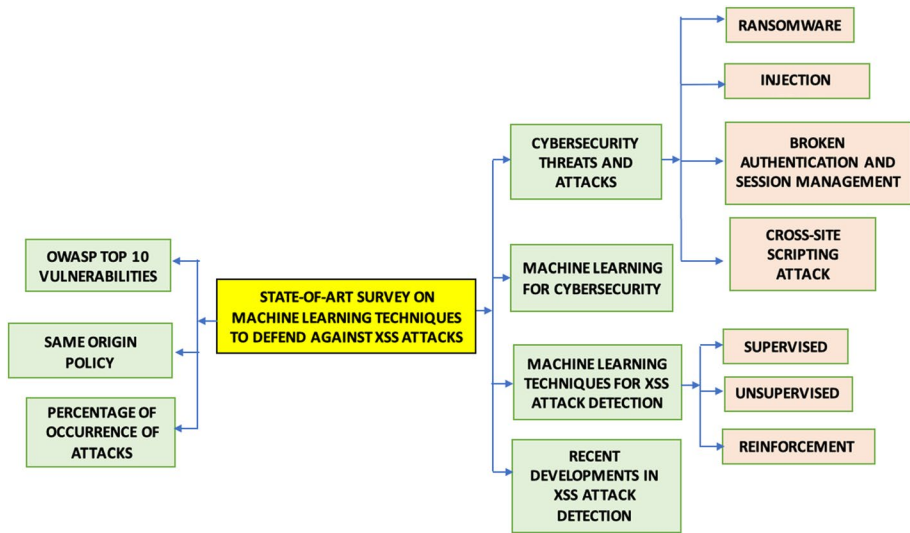 OWASP TOP 10
VULNERABILITIES
SAME ORIGIN
POLICY
PERCENTAGE OF
OCCURRENCE OF
ATTACKS
STATE-OF-ART SURVEY ON
MACHINE LEARNING TECHNIQUES
TO DEFEND AGAINST XSS ATTACKS
CYBERSECURITY
THREATS AND
ATTACKS
MACHINE LEARNING
FOR CYBERSECURITY
MACHINE LEARNING
TECHNIQUES FOR XSS
ATTACK DETECTION
RECENT
DEVELOPMENTS IN
XSS ATTACK
DETECTION
RANSOMWARE
INJECTION
BROKEN
AUTHENTICATION AND
SESSION MANAGEMENT
CROSS-SITE
SCRIPTING
ATTACK
SUPERVISED
UNSUPERVISED
REINFORCEMENT